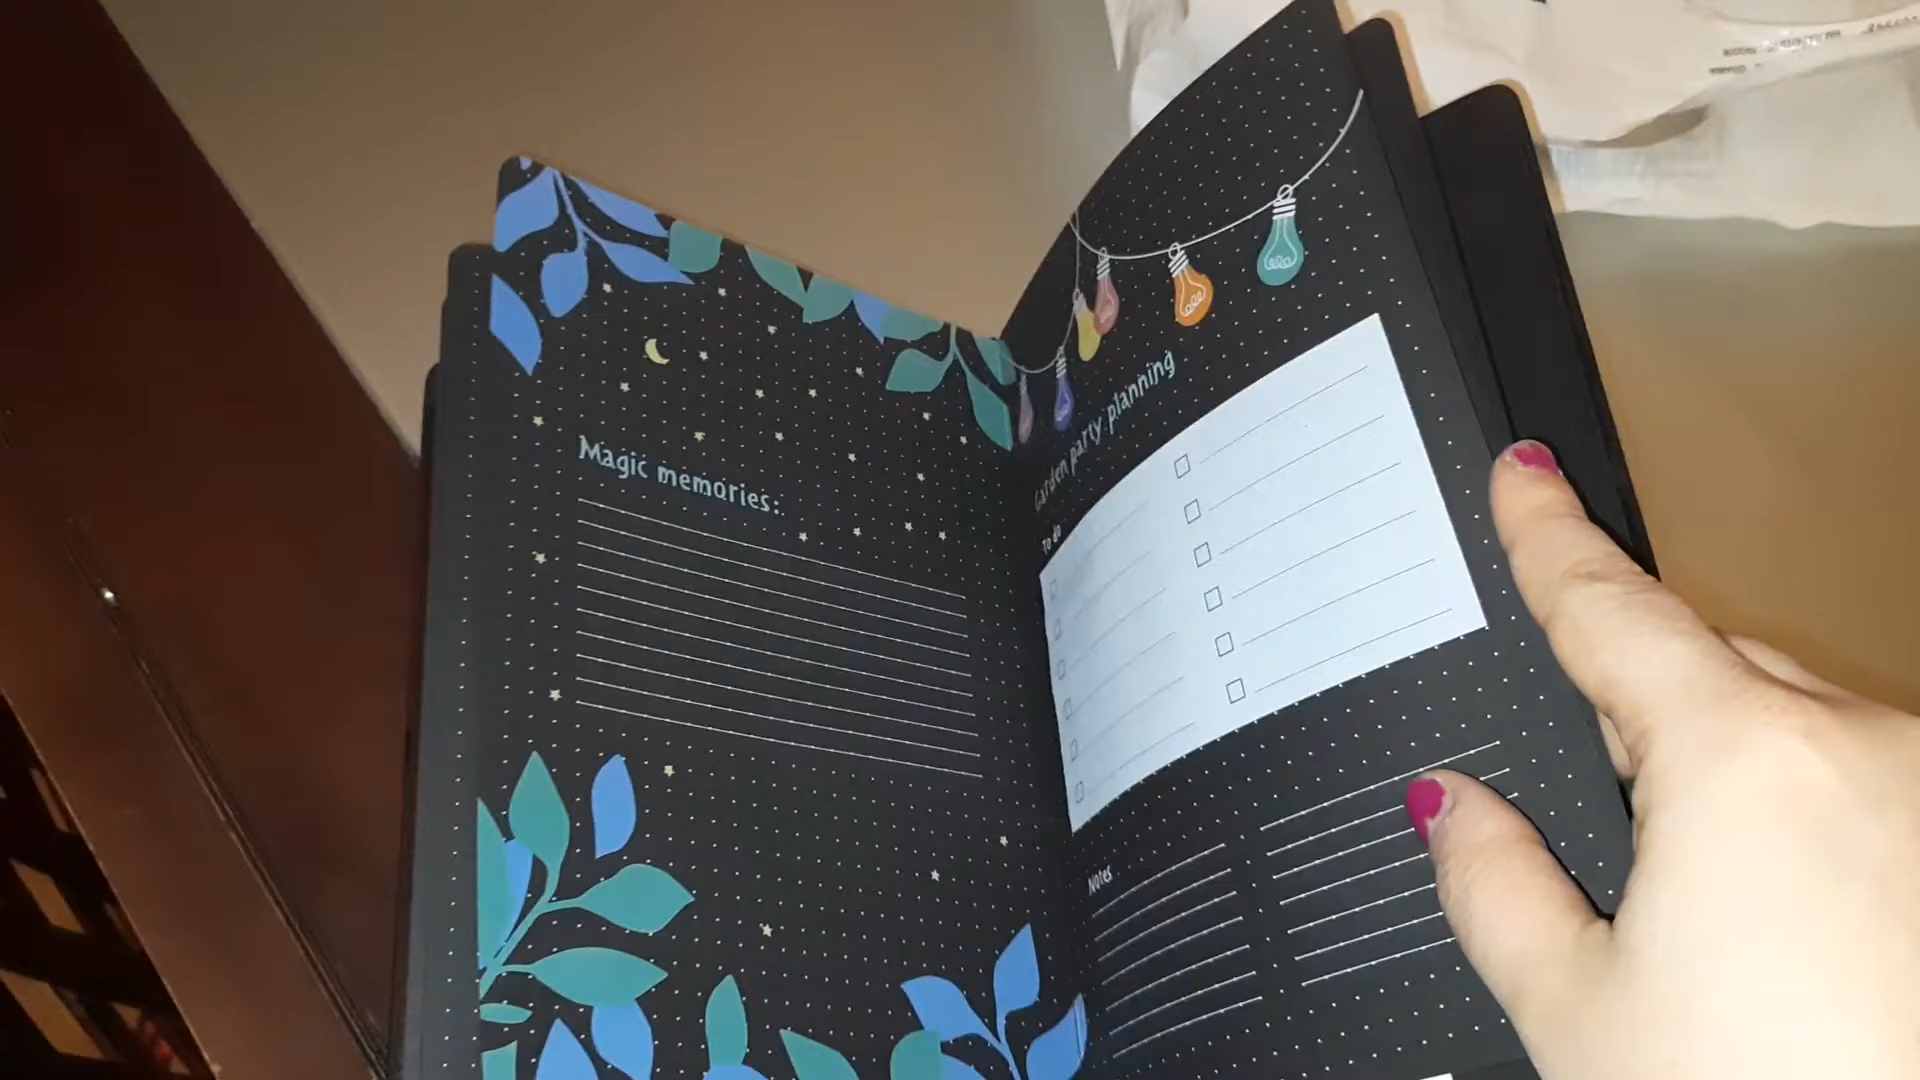 Magic memories:
Garden party planning
To do
Notes